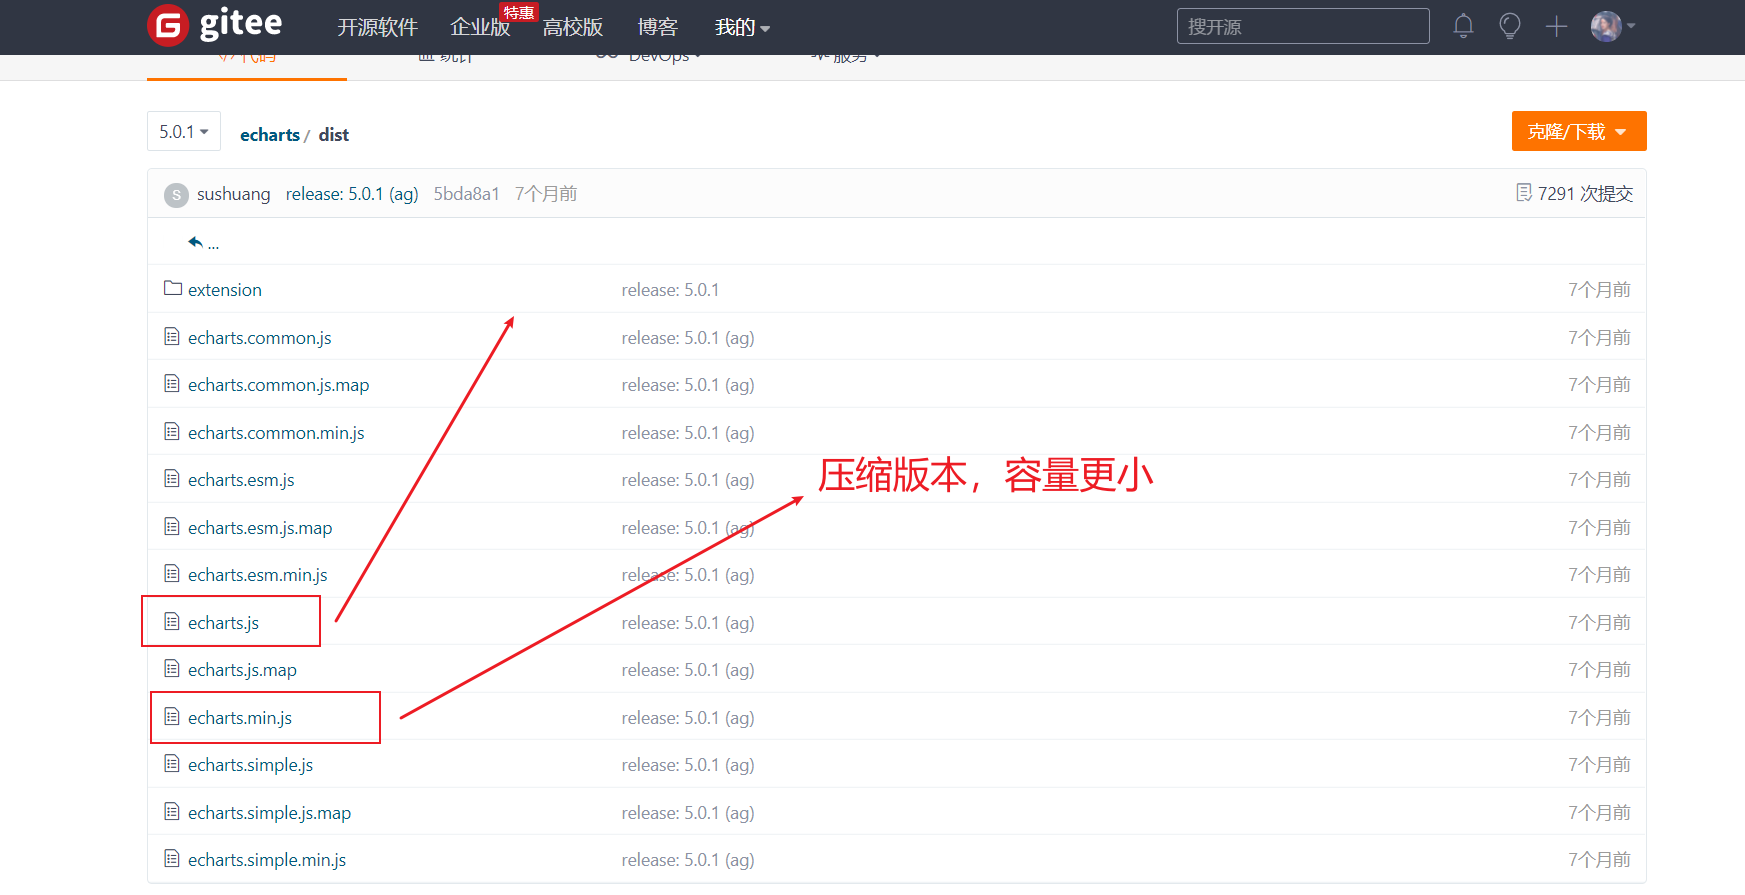 gitee 开源软件 企业版 特惠 高校版 博客 我的 搜开源
</> 代码 统计 DevOps 服务
5.0.1 echarts / dist 克隆/下载
S sushuang release: 5.0.1 (ag) 5bda8a1 7个月前 7291 次提交
...
extension release: 5.0.1 7个月前
echarts.common.js release: 5.0.1 (ag) 7个月前
echarts.common.js.map release: 5.0.1 (ag) 7个月前
echarts.common.min.js release: 5.0.1 (ag) 7个月前
压缩版本，容量更小
echarts.esm.js release: 5.0.1 (ag) 7个月前
echarts.esm.js.map release: 5.0.1 (ag) 7个月前
echarts.esm.min.js release: 5.0.1 (ag) 7个月前
echarts.js release: 5.0.1 (ag) 7个月前
echarts.js.map release: 5.0.1 (ag) 7个月前
echarts.min.js release: 5.0.1 (ag) 7个月前
echarts.simple.js release: 5.0.1 (ag) 7个月前
echarts.simple.js.map release: 5.0.1 (ag) 7个月前
echarts.simple.min.js release: 5.0.1 (ag) 7个月前